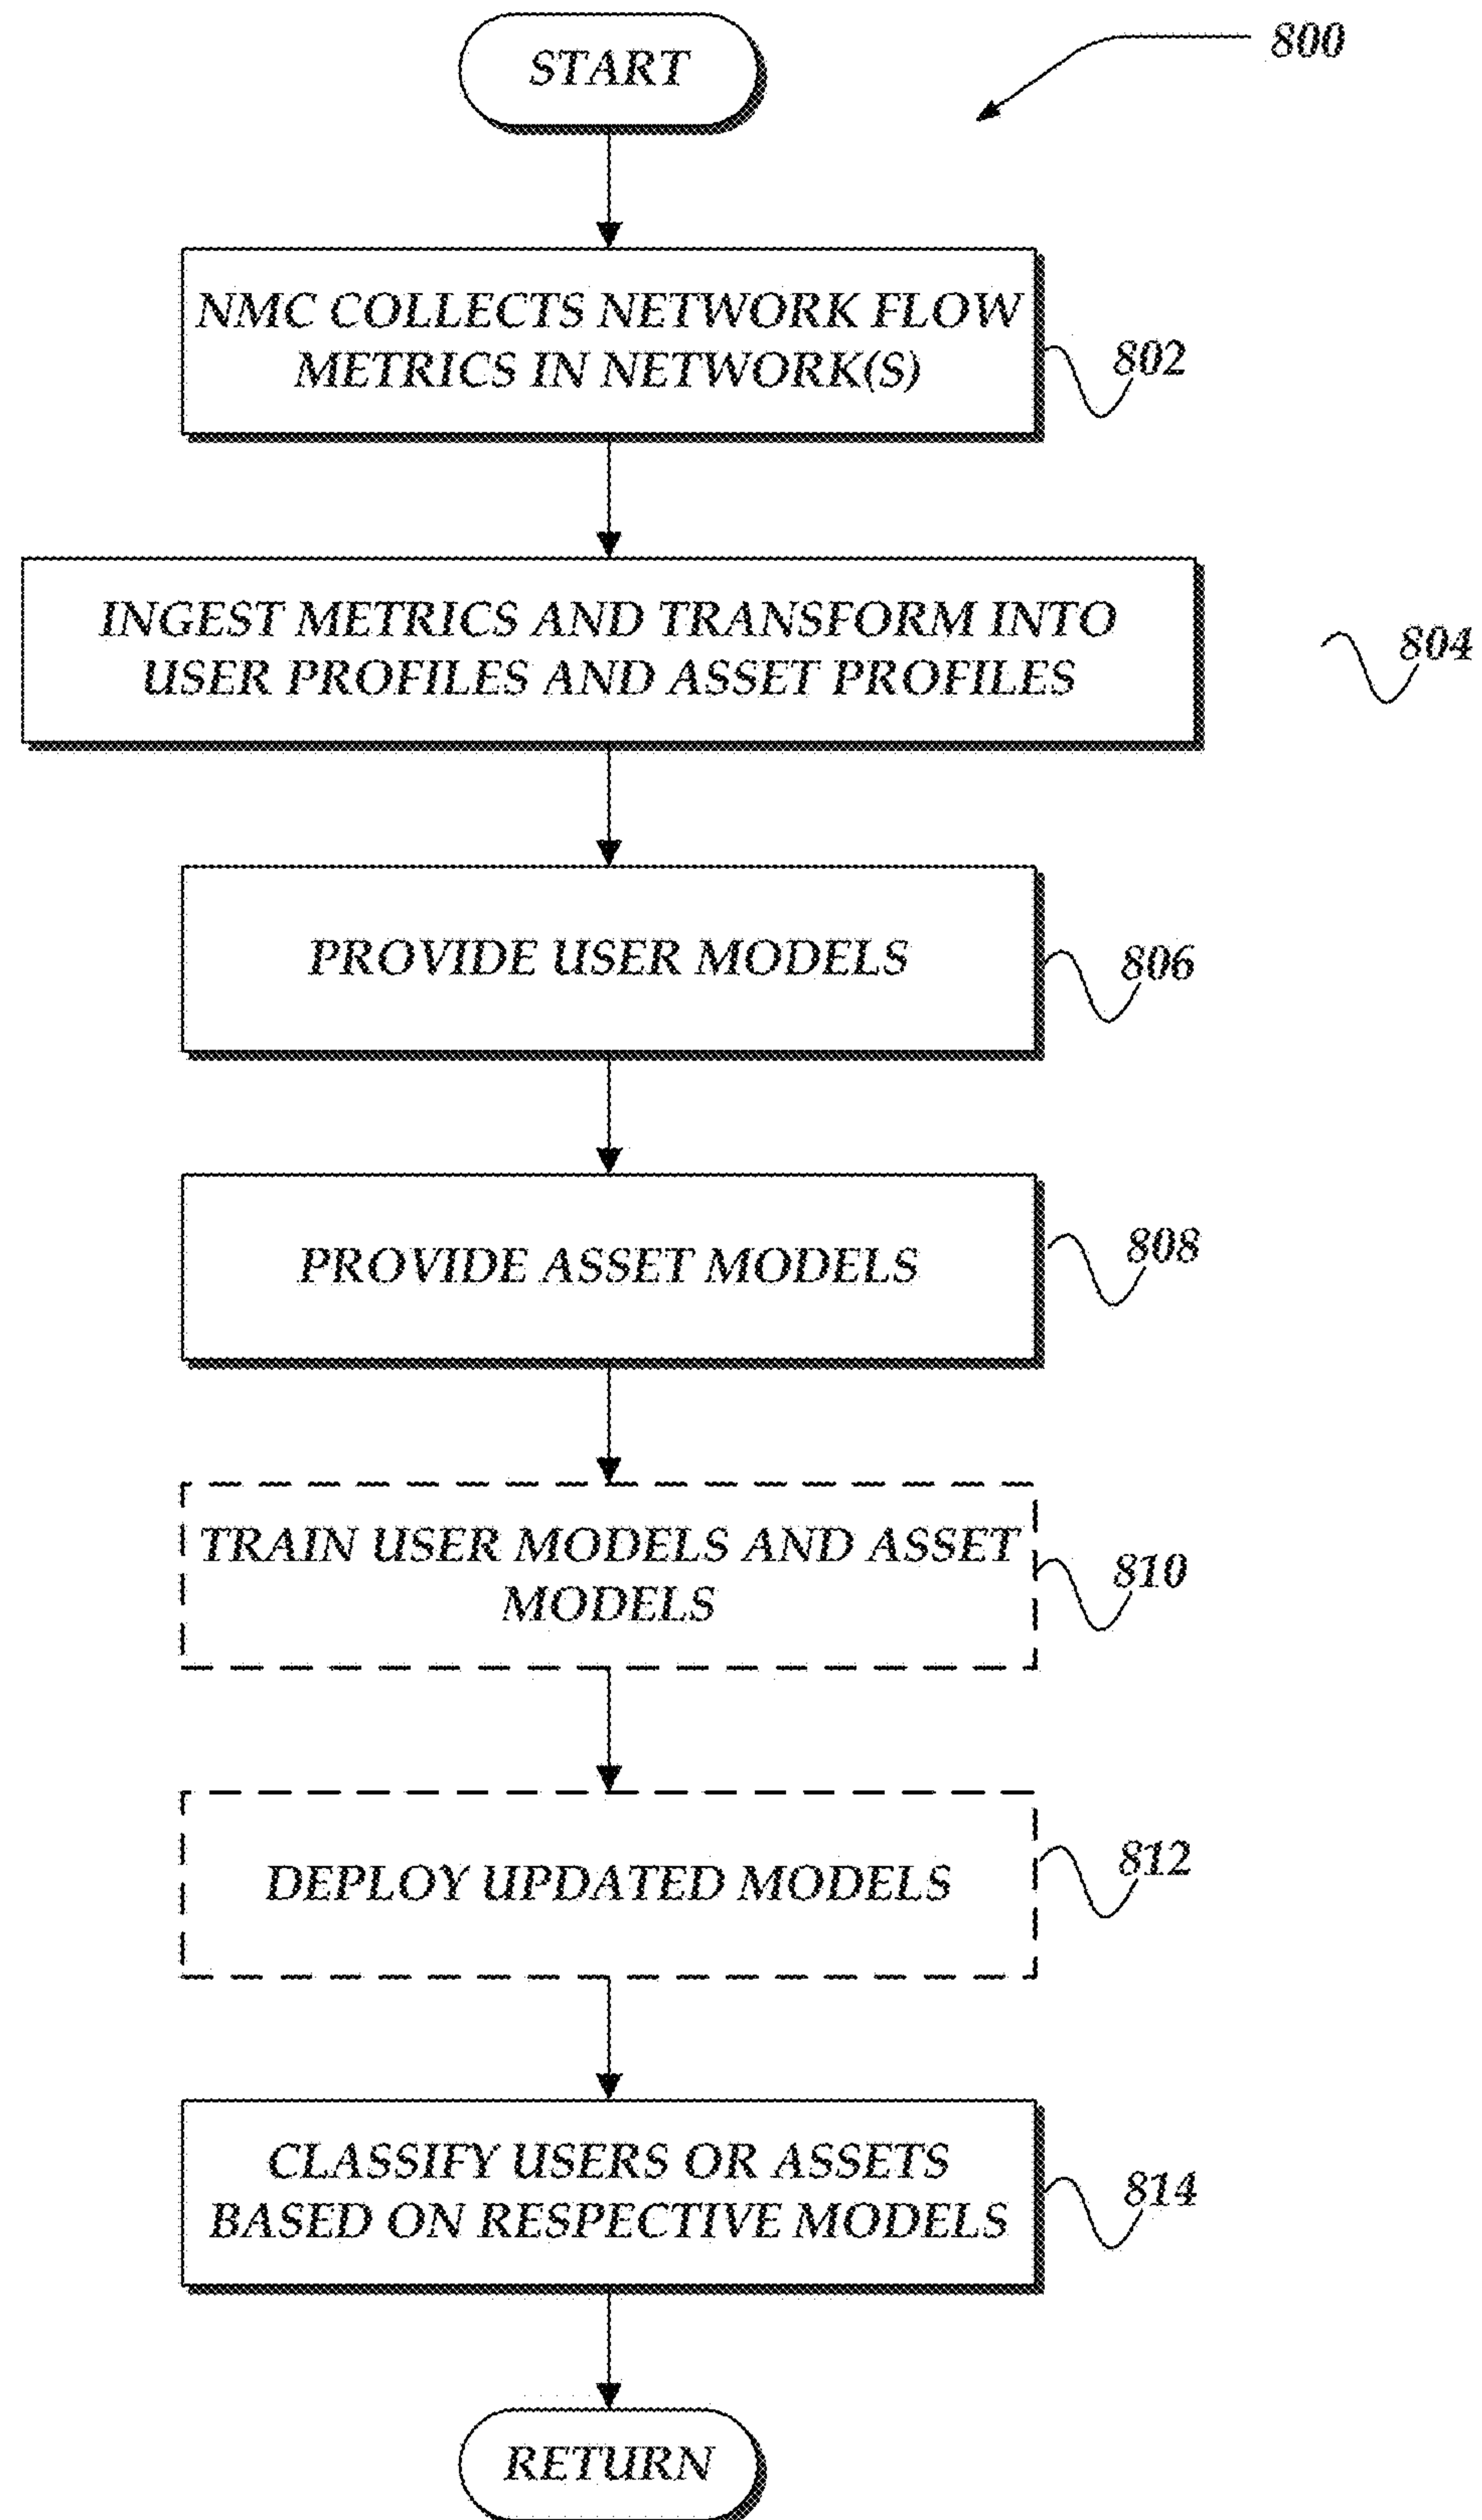 START
800
NMC COLLECTS NETWORK FLOW
METRICS IN NETWORK(S)
802
INGEST METRICS AND TRANSFORM INTO
USER PROFILES AND ASSET PROFILES
804
PROVIDE USER MODELS
806
PROVIDE ASSET MODELS
808
TRAIN USER MODELS AND ASSET
MODELS
810
DEPLOY UPDATED MODELS
812
CLASSIFY USERS OR ASSETS
BASED ON RESPECTIVE MODELS
814
RETURN